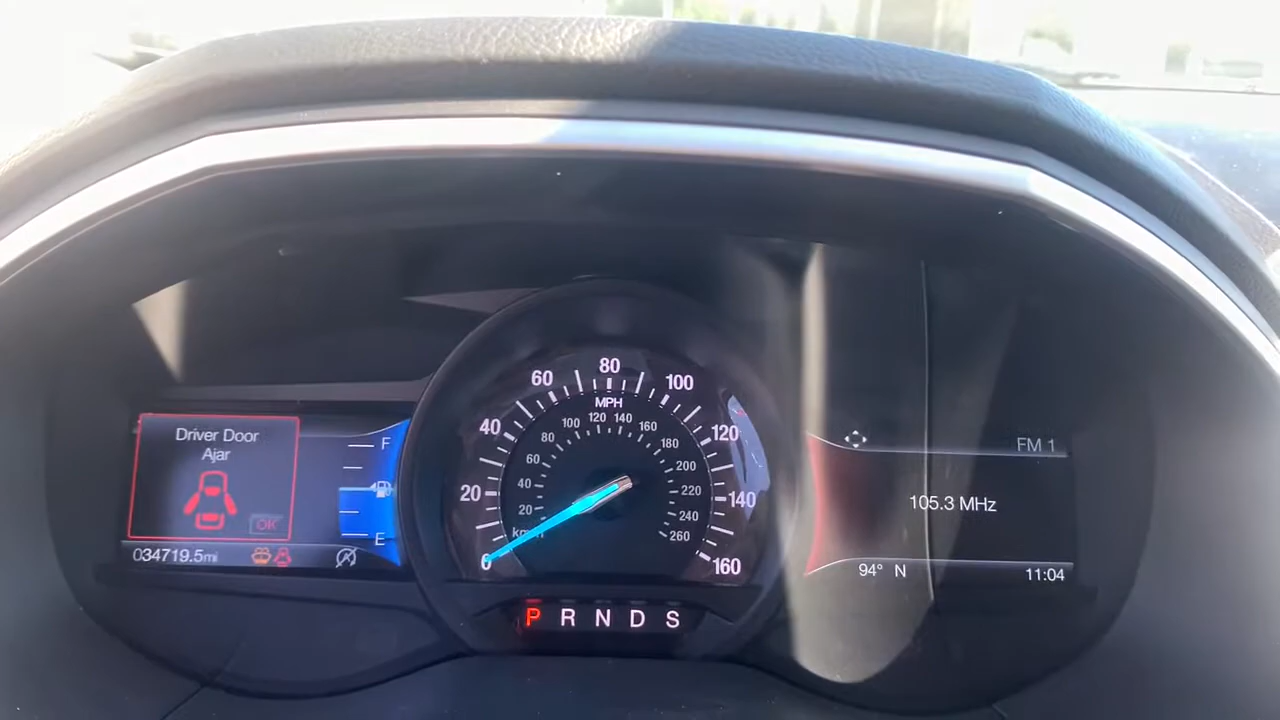 Driver Door
Ajar
OK
034719.5mi
F
E
0
20
40
60
80
100
120
140
160
MPH
20
40
60
80
100
120
140
160
180
200
220
240
260
P R N D S
FM 1
105.3 MHz
94° N
11:04